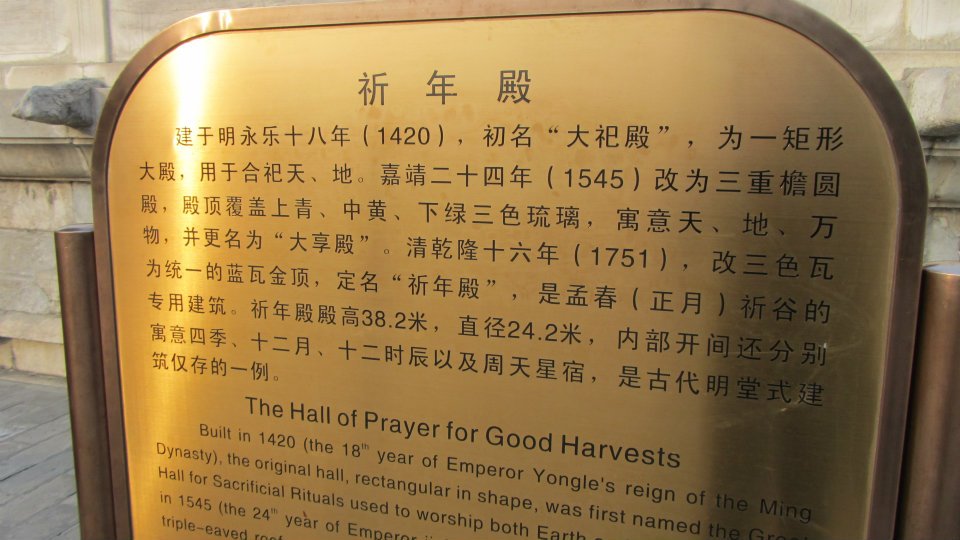 祈年殿
建于明永乐十八年（1420），初名“大祀殿”，为一矩形
大殿，用于合祀天、地。嘉靖二十四年（1545）改为三重檐圆
殿，殿顶覆盖上青、中黄、下绿三色琉璃，寓意天、地、万
物，并更名为“大享殿”。清乾隆十六年（1751），改三色瓦
为统一的蓝瓦金顶，定名“祈年殿”，是孟春（正月）祈谷的
专用建筑。祈年殿殿高38.2米，直径24.2米，内部开间还分别
寓意四季、十二月、十二时辰以及周天星宿，是古代明堂式建
筑仅存的一例。
The Hall of Prayer for Good Harvests
Built in 1420 (the 18th year of Emperor Yongle's reign of the Ming
Dynasty), the original hall, rectangular in shape, was first named the Great
Hall for Sacrificial Rituals used to worship both Earth
in 1545 (the 24th year of Emperor
triple-eaved